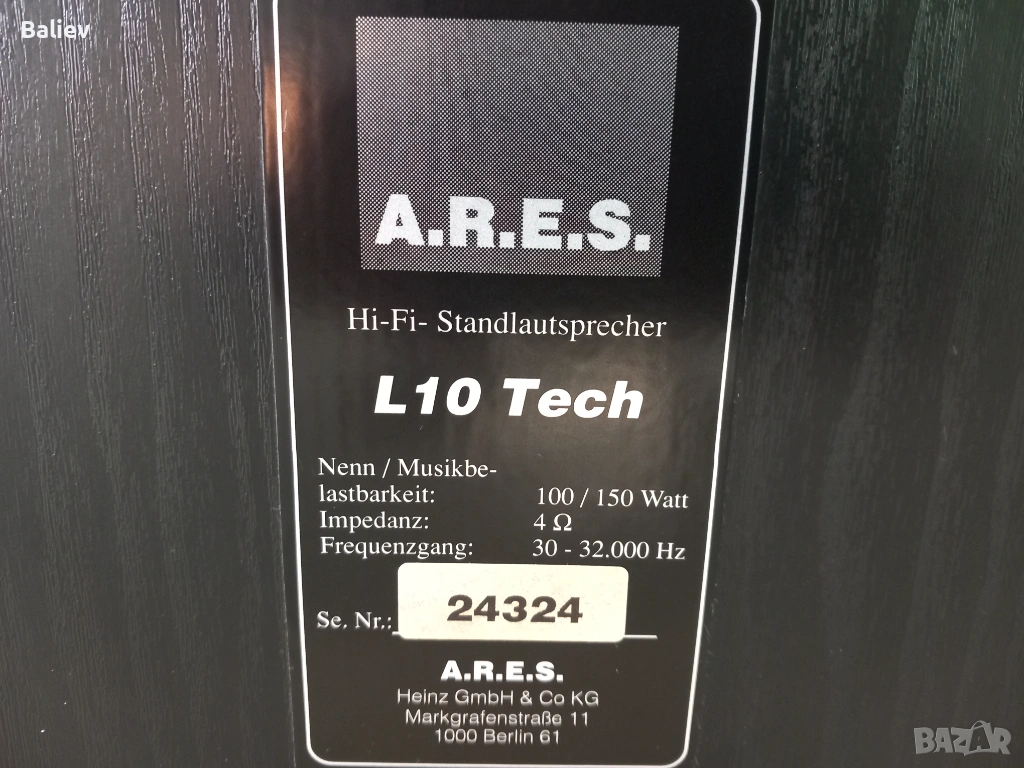 Baliev
A.R.E.S.
Hi-Fi- Standlautsprecher
L10 Tech
Nenn / Musikbe-
lastbarkeit: 100 / 150 Watt
Impedanz: 4 Ω
Frequenzgang: 30 - 32.000 Hz
Se. Nr.: 24324
A.R.E.S.
Heinz GmbH & Co KG
Markgrafenstraße 11
1000 Berlin 61
BAZAR